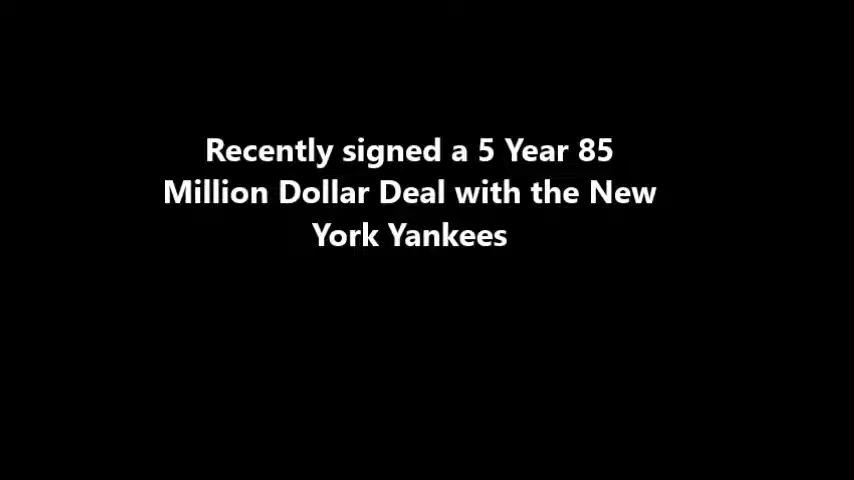 Recently signed a 5 Year 85
Million Dollar Deal with the New
York Yankees